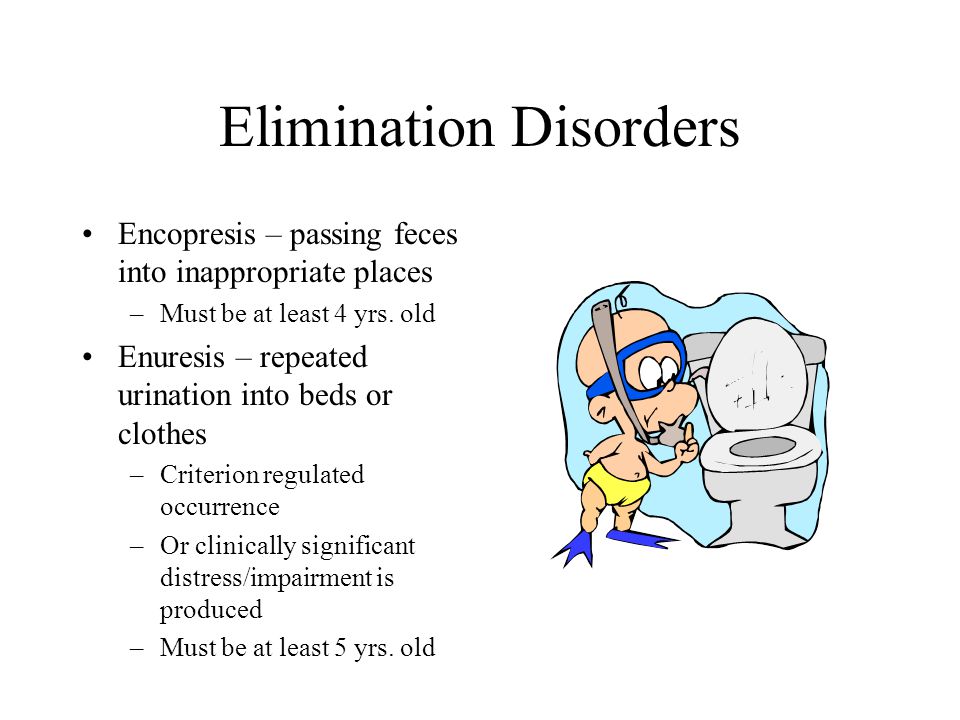 Elimination Disorders
• Encopresis – passing feces
into inappropriate places
–Must be at least 4 yrs. old
• Enuresis – repeated
urination into beds or
clothes
–Criterion regulated
occurrence
–Or clinically significant
distress/impairment is
produced
–Must be at least 5 yrs. old